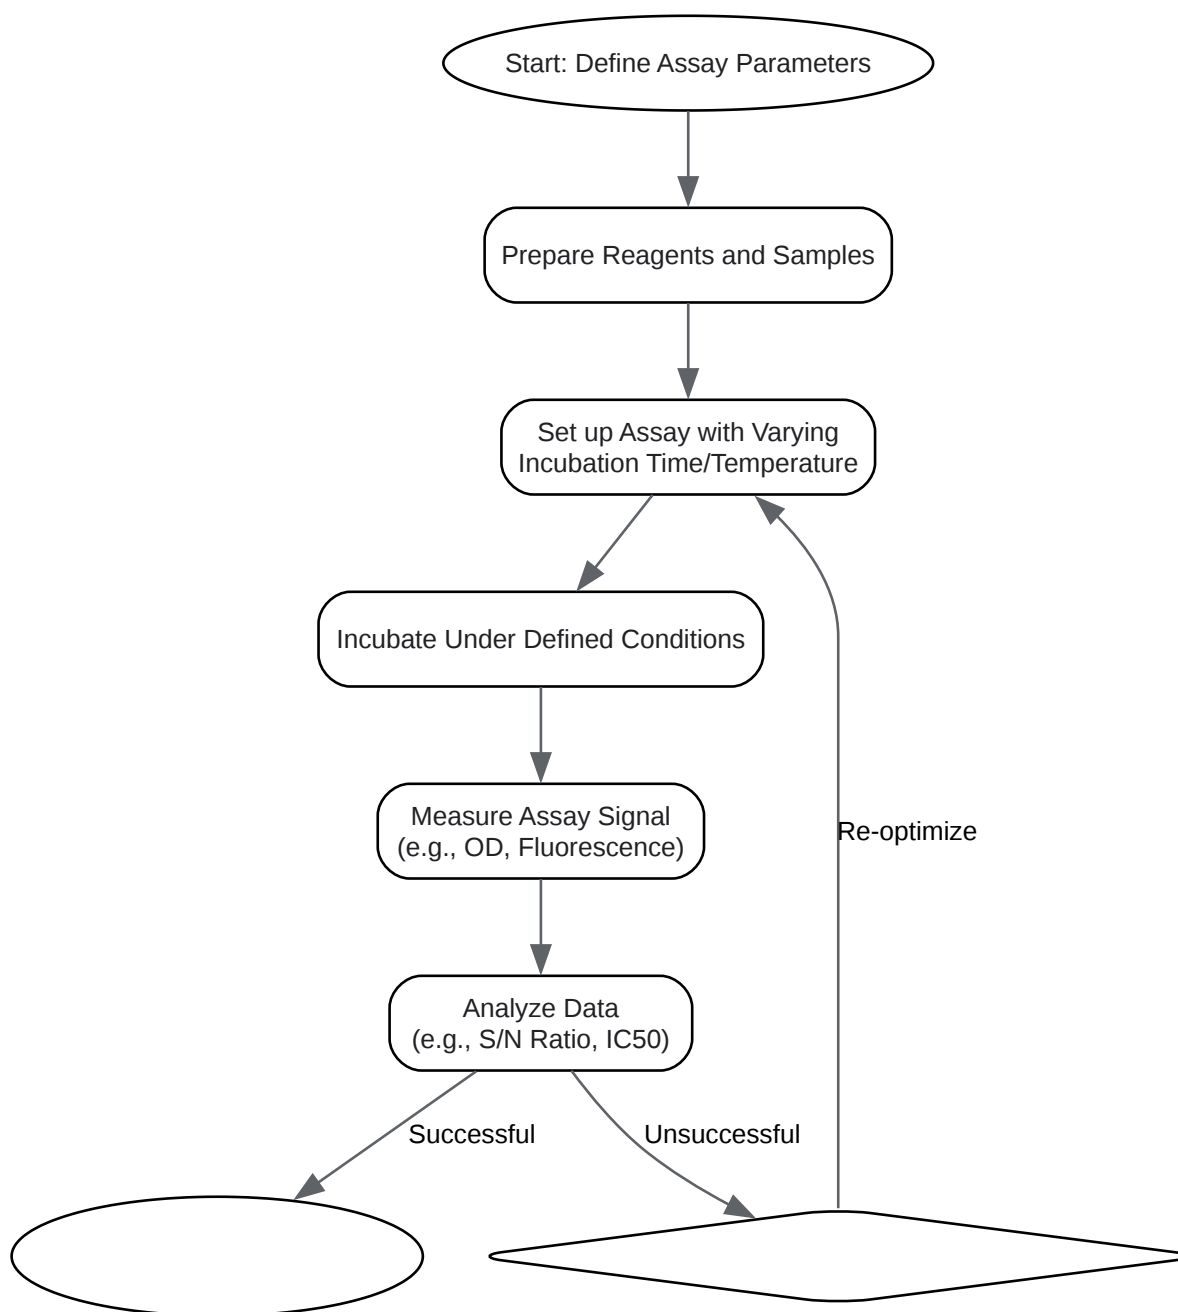 Start: Define Assay Parameters
Prepare Reagents and Samples
Set up Assay with Varying
Incubation Time/Temperature
Incubate Under Defined Conditions
Measure Assay Signal
(e.g., OD, Fluorescence)
Re-optimize
Analyze Data
(e.g., S/N Ratio, IC50)
Successful
Unsuccessful